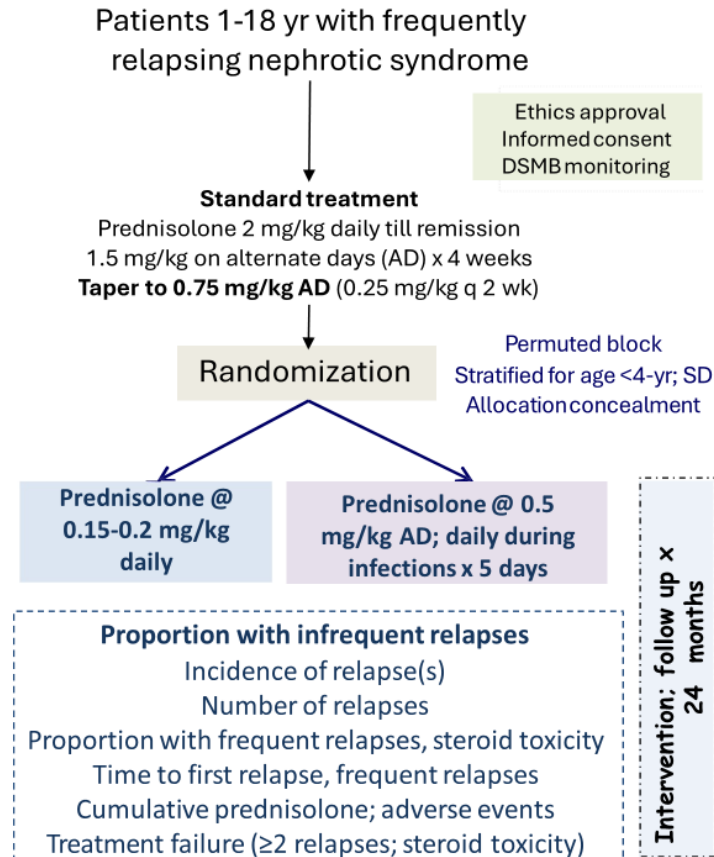 Patients 1-18 yr with frequently
relapsing nephrotic syndrome
Ethics approval
Informed consent
DSMB monitoring
Standard treatment
Prednisolone 2 mg/kg daily till remission
1.5 mg/kg on alternate days (AD) x 4 weeks
Taper to 0.75 mg/kg AD (0.25 mg/kg q 2 wk)
Randomization
Permuted block
Stratified for age <4-yr; SD
Allocation concealment
Prednisolone @
0.15-0.2 mg/kg
daily
Prednisolone @ 0.5
mg/kg AD; daily during
infections x 5 days
Intervention; follow up x
24 months
Proportion with infrequent relapses
Incidence of relapse(s)
Number of relapses
Proportion with frequent relapses, steroid toxicity
Time to first relapse, frequent relapses
Cumulative prednisolone; adverse events
Treatment failure (≥2 relapses; steroid toxicity)